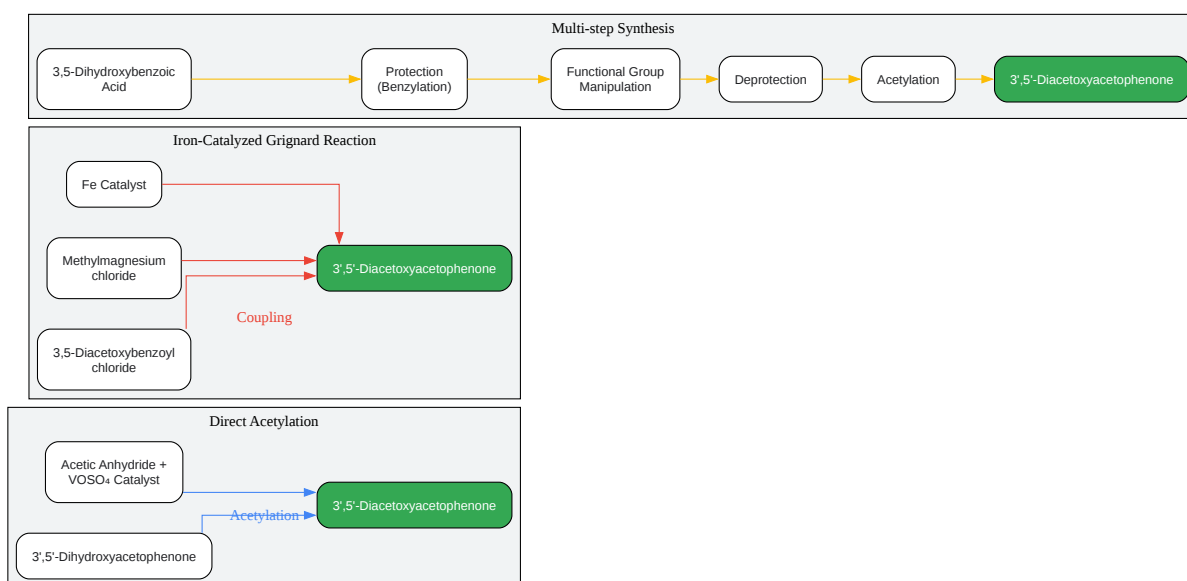 Multi-step Synthesis
3,5-Dihydroxybenzoic
Acid
Protection
(Benzylation)
Functional Group
Manipulation
Deprotection
Acetylation
3',5'-Diacetoxyacetophenone
Iron-Catalyzed Grignard Reaction
Fe Catalyst
Methylmagnesium
chloride
3',5'-Diacetoxyacetophenone
Coupling
3,5-Diacetoxybenzoyl
chloride
Direct Acetylation
Acetic Anhydride +
VOSO₄ Catalyst
3',5'-Diacetoxyacetophenone
Acetylation
3',5'-Dihydroxyacetophenone